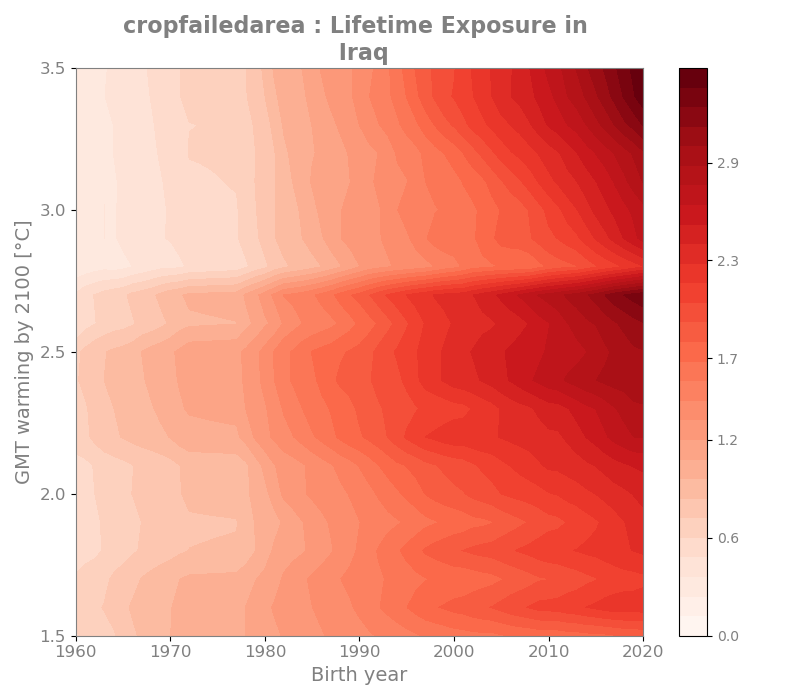 cropfailedarea : Lifetime Exposure in
Iraq
3.5
3.0
2.5
2.0
1.5
GMT warming by 2100 [°C]
1960 1970 1980 1990 2000 2010 2020
Birth year
2.9
2.3
1.7
1.2
0.6
0.0